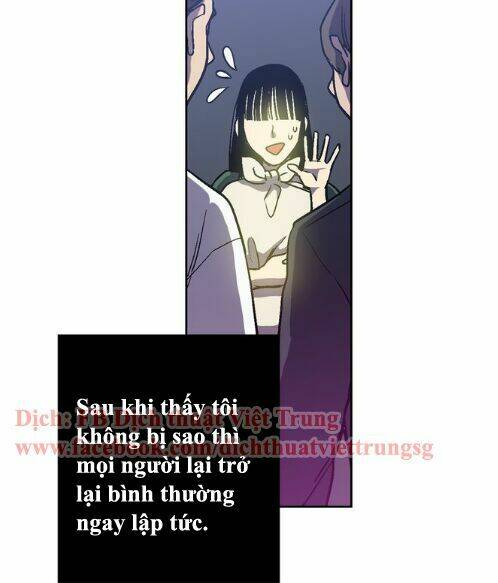 Sau khi thấy tôi
Dịch: FB Dịch thuật Việt Trung
không bị sao thì
www.facebook.com/dichthuatviettrungsg
mọi người lại trở
lại bình thường
ngay lập tức.